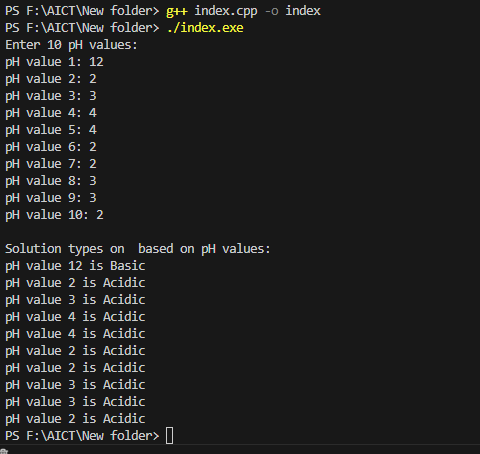 PS F:\AICT\New folder> g++ index.cpp -o index
PS F:\AICT\New folder> ./index.exe
Enter 10 pH values:
pH value 1: 12
pH value 2: 2
pH value 3: 3
pH value 4: 4
pH value 5: 4
pH value 6: 2
pH value 7: 2
pH value 8: 3
pH value 9: 3
pH value 10: 2

Solution types on  based on pH values:
pH value 12 is Basic
pH value 2 is Acidic
pH value 3 is Acidic
pH value 4 is Acidic
pH value 4 is Acidic
pH value 2 is Acidic
pH value 2 is Acidic
pH value 3 is Acidic
pH value 3 is Acidic
pH value 2 is Acidic
PS F:\AICT\New folder>